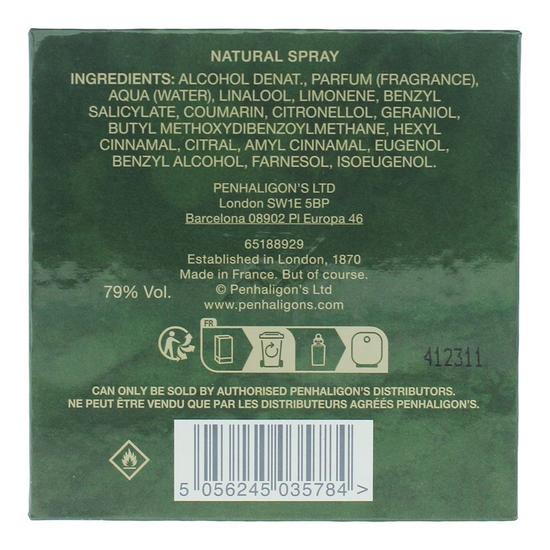 NATURAL SPRAY
INGREDIENTS: ALCOHOL DENAT., PARFUM (FRAGRANCE),
AQUA (WATER), LINALOOL, LIMONENE, BENZYL
SALICYLATE, COUMARIN, CITRONELLOL, GERANIOL,
BUTYL METHOXYDIBENZOYLMETHANE, HEXYL
CINNAMAL, CITRAL, AMYL CINNAMAL, EUGENOL,
BENZYL ALCOHOL, FARNESOL, ISOEUGENOL.
PENHALIGON'S LTD
London SW1E 5BP
Barcelona 08902 Pl Europa 46
65188929
Established in London, 1870
Made in France. But of course.
© Penhaligon's Ltd
www.penhaligons.com
79% Vol.
FR
412311
CAN ONLY BE SOLD BY AUTHORISED PENHALIGON'S DISTRIBUTORS.
NE PEUT ÊTRE VENDU QUE PAR LES DISTRIBUTEURS AGRÉÉS PENHALIGON'S.
5 056245 035784 >